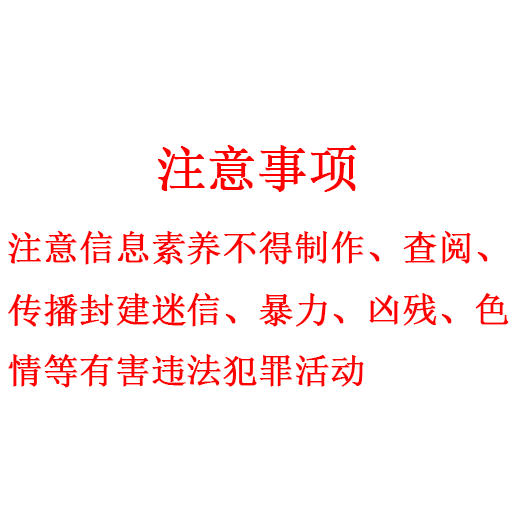 注意事项
注意信息素养不得制作、查阅、
传播封建迷信、暴力、凶残、色
情等有害违法犯罪活动